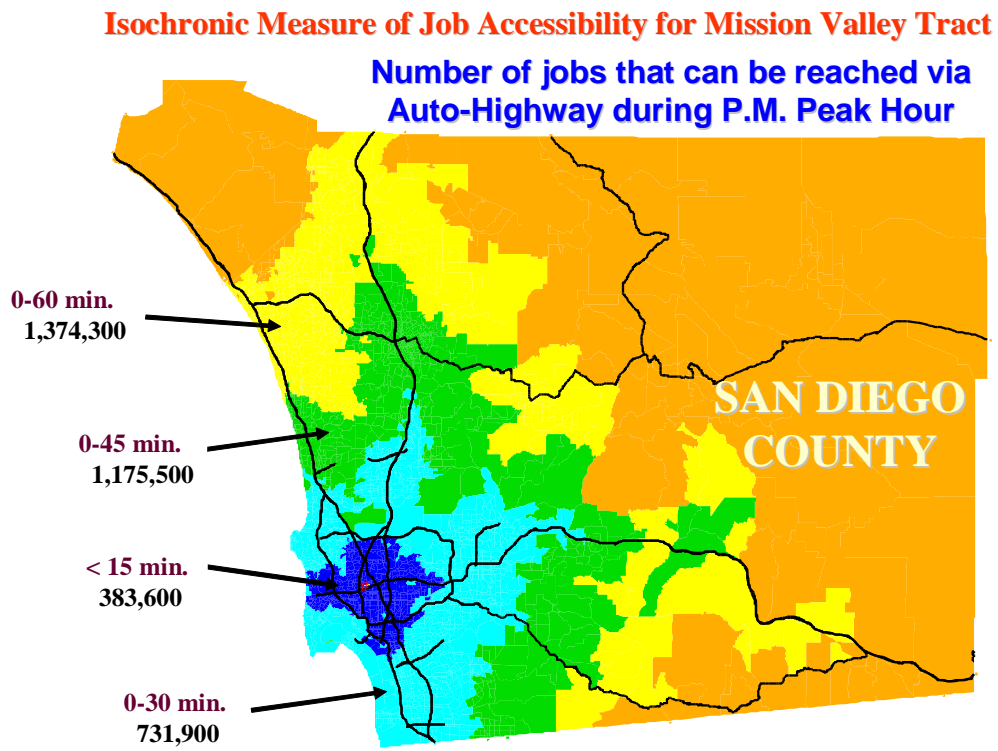 Isochronic Measure of Job Accessibility for Mission Valley Tract
Number of jobs that can be reached via
Auto-Highway during P.M. Peak Hour
0-60 min.
1,374,300
SAN DIEGO
COUNTY
0-45 min.
1,175,500
< 15 min.
383,600
0-30 min.
731,900